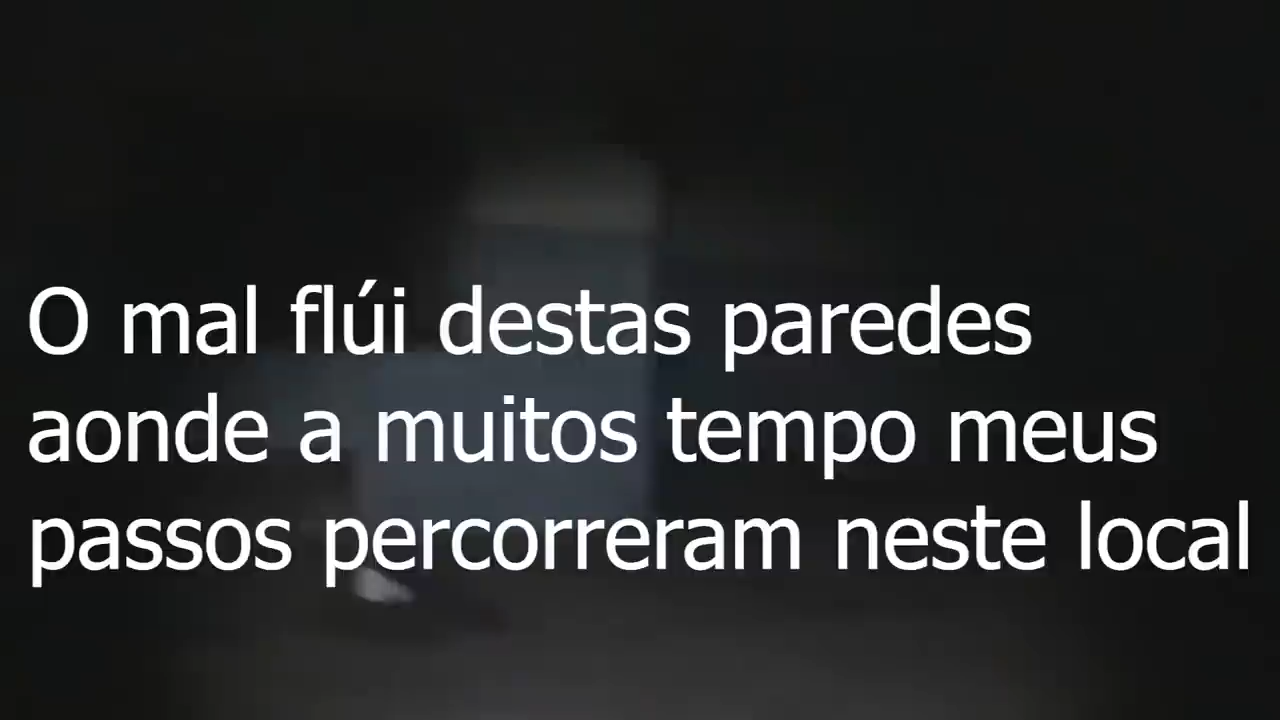 O mal flúi destas paredes
aonde a muitos tempo meus
passos percorreram neste local